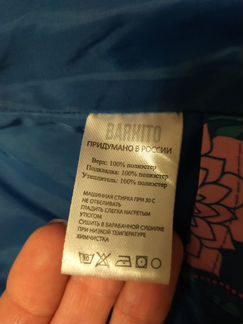 BARKITO
ПРИДУМАНО В РОССИИ
Верх: 100% полиэстер
Подкладка: 100% полиэстер
Утеплитель: 100% полиэстер
МАШИННАЯ СТИРКА ПРИ 30 С
НЕ ОТБЕЛИВАТЬ
ГЛАДИТЬ СЛЕГКА НАГРЕТЫМ
УТЮГОМ
СУШИТЬ В БАРАБАННОЙ СУШИЛКЕ
ПРИ НИЗКОЙ ТЕМПЕРАТУРЕ
ХИМЧИСТКА